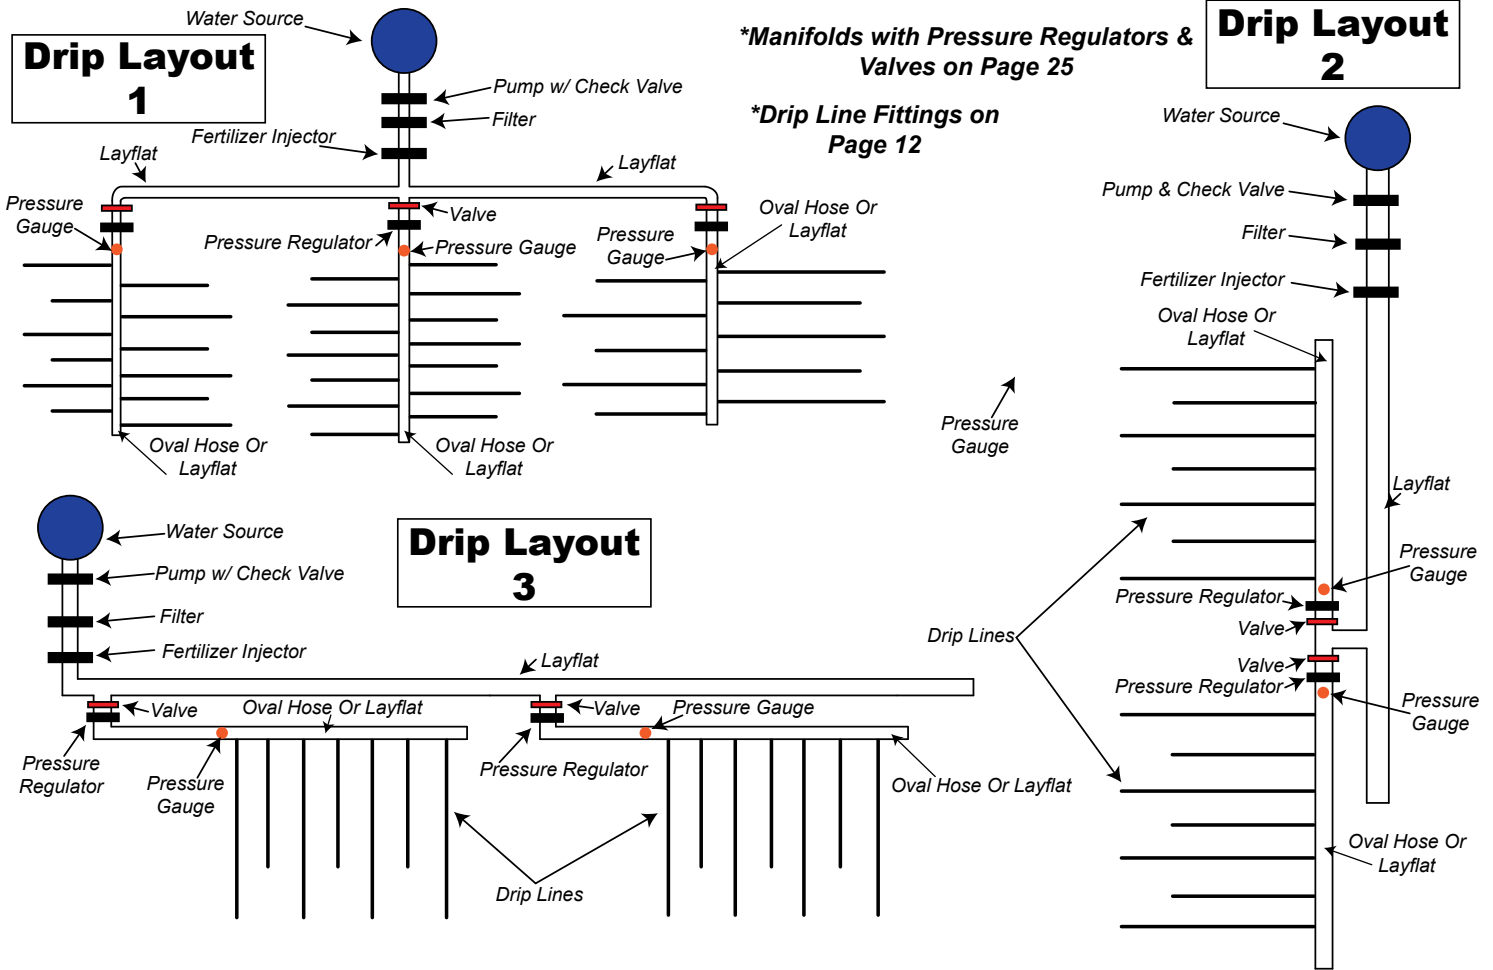 Drip Layout
1
Water Source
Pump w/ Check Valve
Filter
Fertilizer Injector
Layflat
Layflat
Pressure
Gauge
Valve
Pressure Regulator
Pressure Gauge
Pressure
Gauge
Oval Hose Or
Layflat
Oval Hose Or
Layflat
Oval Hose Or
Layflat
*Manifolds with Pressure Regulators &
Valves on Page 25
*Drip Line Fittings on
Page 12
Drip Layout
2
Water Source
Pump & Check Valve
Filter
Fertilizer Injector
Oval Hose Or
Layflat
Pressure
Gauge
Layflat
Pressure
Gauge
Pressure Regulator
Valve
Drip Lines
Valve
Pressure Regulator
Pressure
Gauge
Oval Hose Or
Layflat
Drip Layout
3
Water Source
Pump w/ Check Valve
Filter
Fertilizer Injector
Layflat
Valve
Oval Hose Or Layflat
Valve
Pressure Gauge
Pressure
Regulator
Pressure
Gauge
Pressure Regulator
Oval Hose Or Layflat
Drip Lines